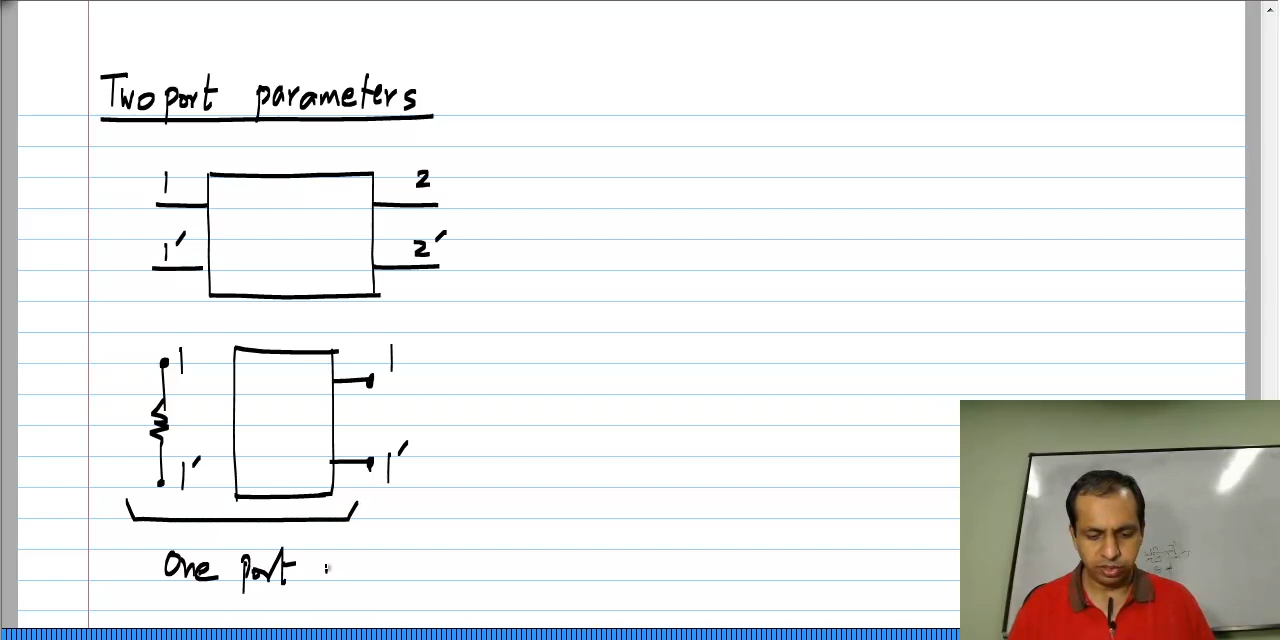 Two port parameters
1 2
1′ 2′
1 1
1′ 1′
One port